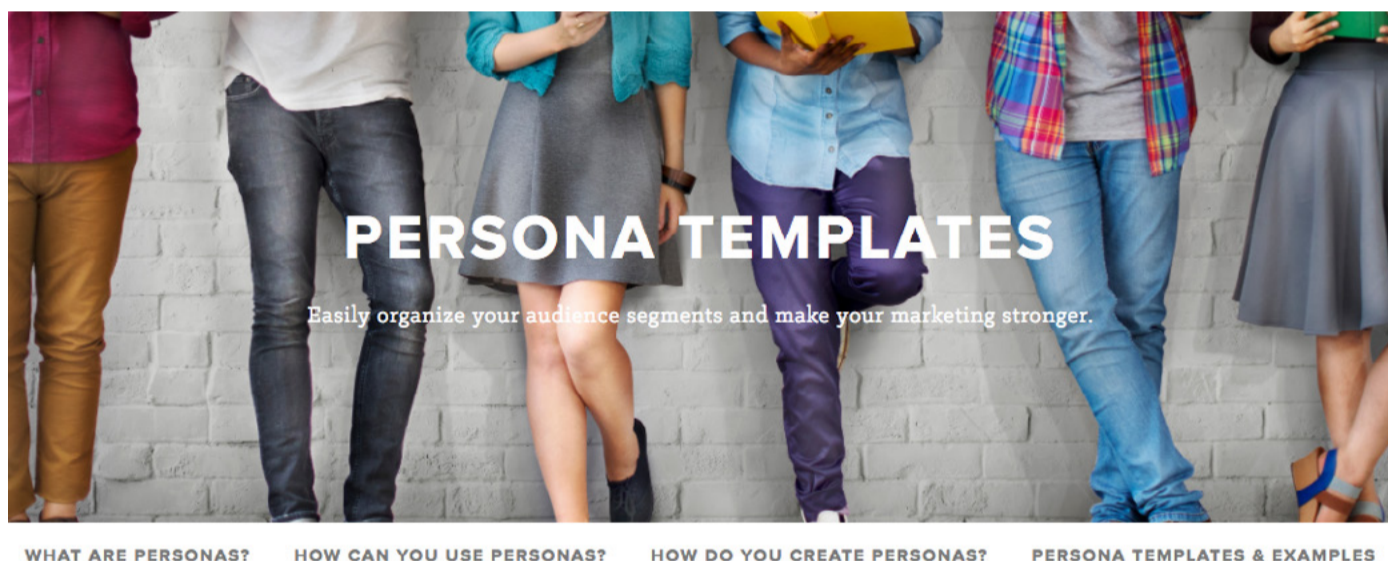 PERSONA TEMPLATES
Easily organize your audience segments and make your marketing stronger.
WHAT ARE PERSONAS? HOW CAN YOU USE PERSONAS? HOW DO YOU CREATE PERSONAS? PERSONA TEMPLATES & EXAMPLES